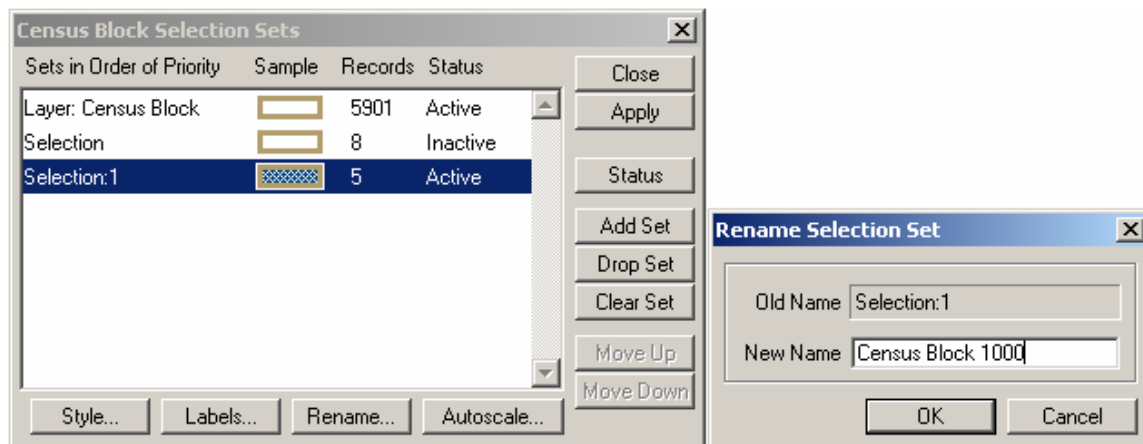 Census Block Selection Sets
Sets in Order of Priority Sample Records Status
Layer: Census Block 5901 Active
Selection 8 Inactive
Selection:1 5 Active
Close
Apply
Status
Add Set
Drop Set
Clear Set
Move Up
Move Down
Style... Labels... Rename... Autoscale...
Rename Selection Set
Old Name Selection:1
New Name Census Block 1000
OK Cancel